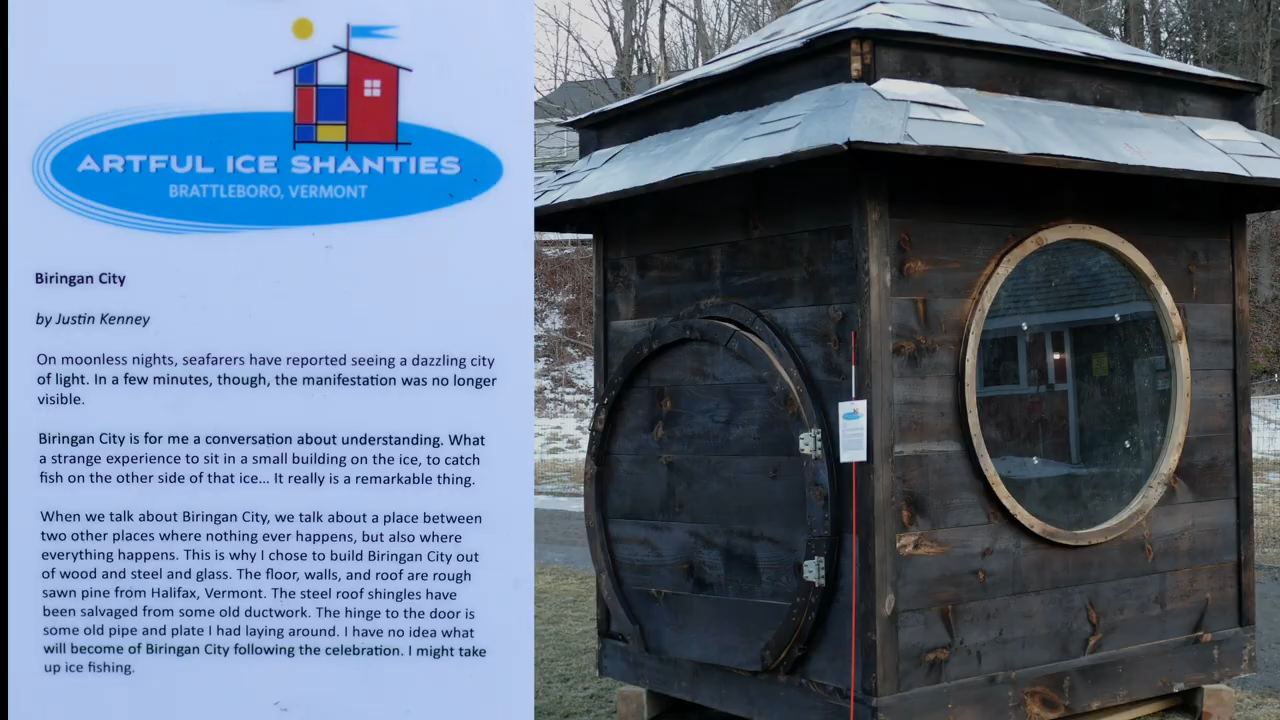 ARTFUL ICE SHANTIES
BRATTLEBORO, VERMONT
Biringan City
by Justin Kenney
On moonless nights, seafarers have reported seeing a dazzling city
of light. In a few minutes, though, the manifestation was no longer
visible.
Biringan City is for me a conversation about understanding. What
a strange experience to sit in a small building on the ice, to catch
fish on the other side of that ice... It really is a remarkable thing.
When we talk about Biringan City, we talk about a place between
two other places where nothing ever happens, but also where
everything happens. This is why I chose to build Biringan City out
of wood and steel and glass. The floor, walls, and roof are rough
sawn pine from Halifax, Vermont. The steel roof shingles have
been salvaged from some old ductwork. The hinge to the door is
some old pipe and plate I had laying around. I have no idea what
will become of Biringan City following the celebration. I might take
up ice fishing.